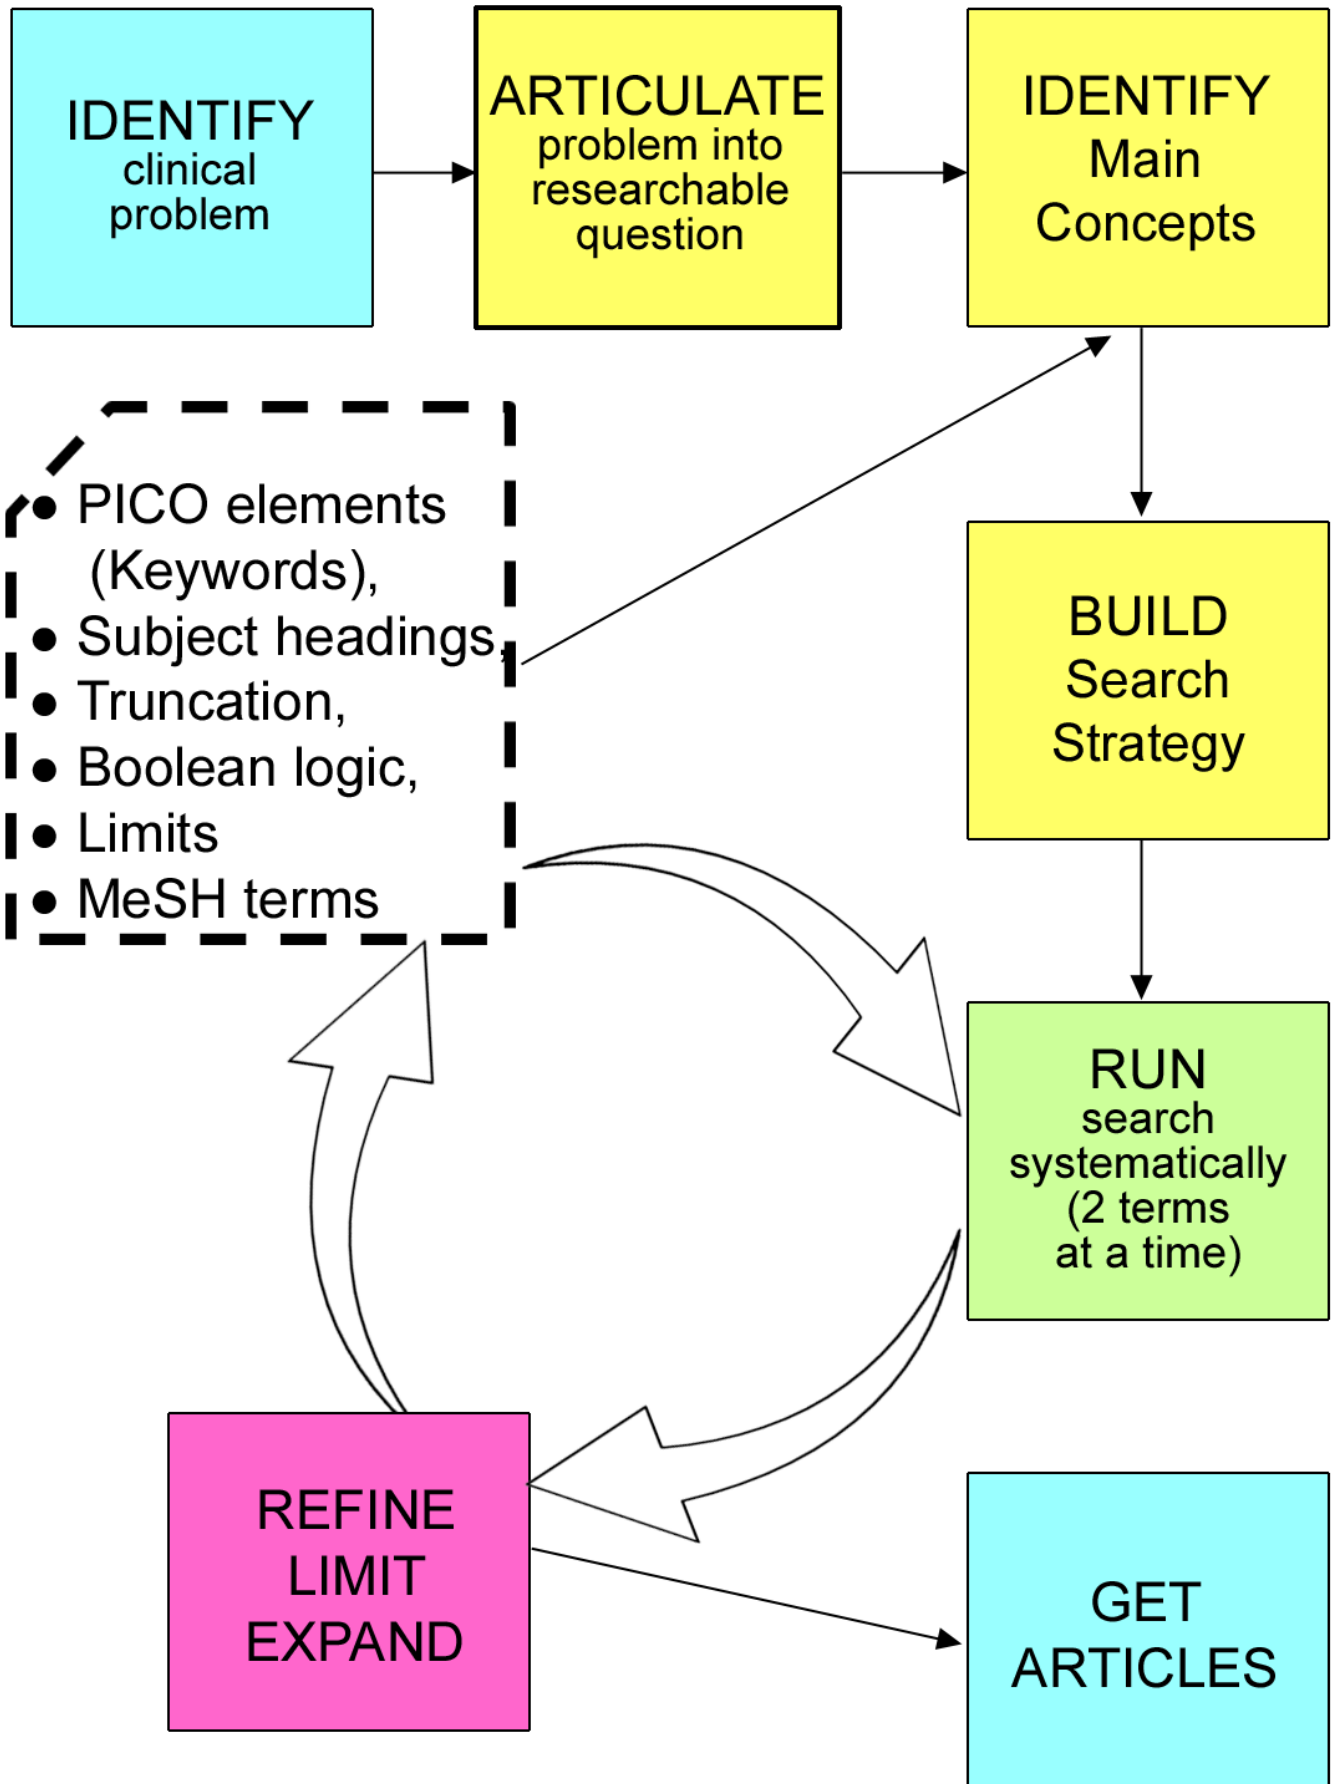 IDENTIFY
clinical
problem
ARTICULATE
problem into
researchable
question
IDENTIFY
Main
Concepts
● PICO elements
(Keywords),
● Subject headings,
● Truncation,
● Boolean logic,
● Limits
● MeSH terms
BUILD
Search
Strategy
RUN
search
systematically
(2 terms
at a time)
REFINE
LIMIT
EXPAND
GET
ARTICLES